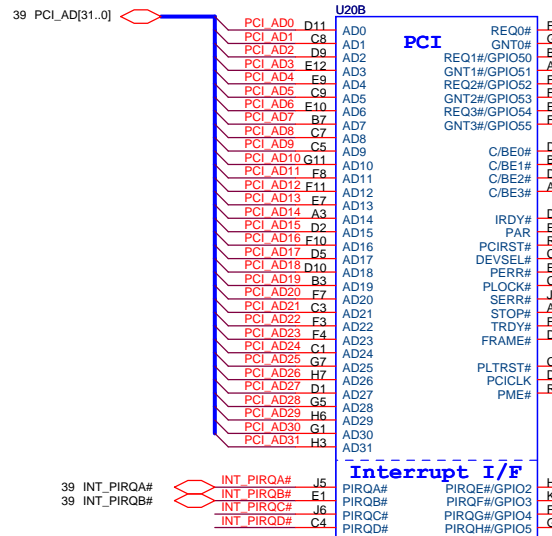 39 PCI_AD[31..0]
U20B
PCI
PCI_AD0 D11 AD0 REQ0#
PCI_AD1 C8 AD1 GNT0#
PCI_AD2 D9 AD2 REQ1#/GPIO50
PCI_AD3 E12 AD3 GNT1#/GPIO51
PCI_AD4 E9 AD4 REQ2#/GPIO52
PCI_AD5 C9 AD5 GNT2#/GPIO53
PCI_AD6 E10 AD6 REQ3#/GPIO54
PCI_AD7 B7 AD7 GNT3#/GPIO55
PCI_AD8 C7 AD8
PCI_AD9 C5 AD9 C/BE0#
PCI_AD10 G11 AD10 C/BE1#
PCI_AD11 F8 AD11 C/BE2#
PCI_AD12 F11 AD12 C/BE3#
PCI_AD13 E7 AD13
PCI_AD14 A3 AD14 IRDY#
PCI_AD15 D2 AD15 PAR
PCI_AD16 F10 AD16 PCIRST#
PCI_AD17 D5 AD17 DEVSEL#
PCI_AD18 D10 AD18 PERR#
PCI_AD19 B3 AD19 PLOCK#
PCI_AD20 F7 AD20 SERR#
PCI_AD21 C3 AD21 STOP#
PCI_AD22 F3 AD22 TRDY#
PCI_AD23 F4 AD23 FRAME#
PCI_AD24 C1 AD24
PCI_AD25 G7 AD25 PLTRST#
PCI_AD26 H7 AD26 PCICLK
PCI_AD27 D1 AD27 PME#
PCI_AD28 G5 AD28
PCI_AD29 H6 AD29
PCI_AD30 G1 AD30
PCI_AD31 H3 AD31
Interrupt I/F
39 INT_PIRQA# INT_PIRQA# J5 PIRQA# PIRQE#/GPIO2
39 INT_PIRQB# INT_PIRQB# E1 PIRQB# PIRQF#/GPIO3
INT_PIRQC# J6 PIRQC# PIRQG#/GPIO4
INT_PIRQD# C4 PIRQD# PIRQH#/GPIO5